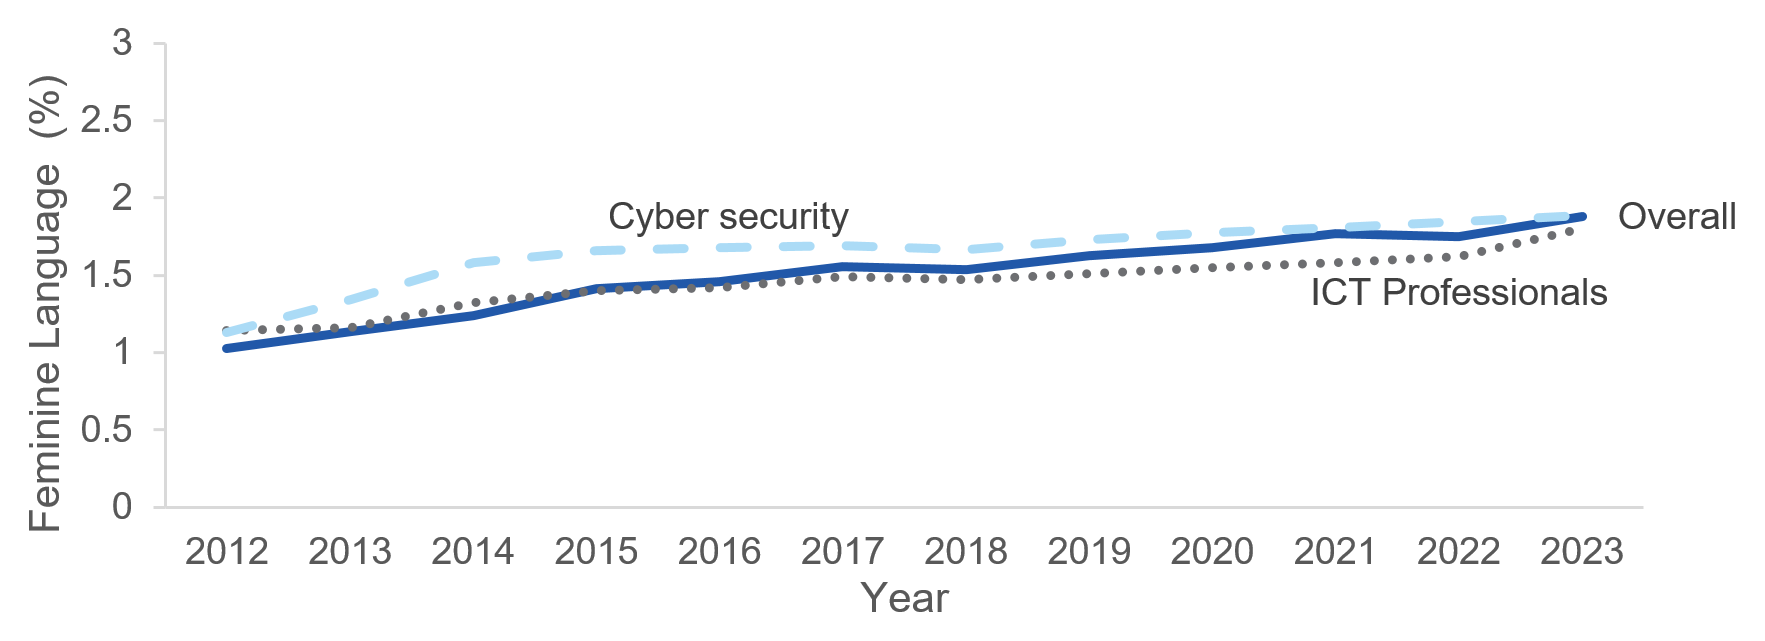 Feminine Language (%)
3
2.5
2
1.5
1
0.5
0
Cyber security
Overall
ICT Professionals
2012 2013 2014 2015 2016 2017 2018 2019 2020 2021 2022 2023
Year